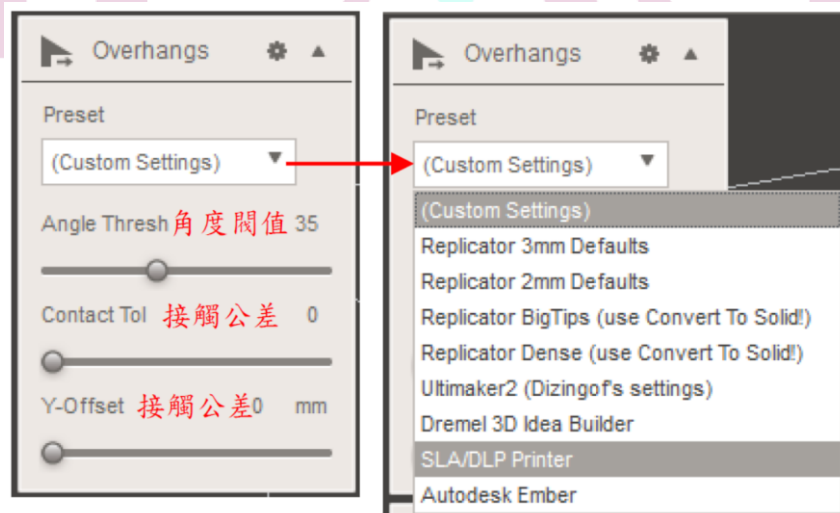 Overhangs
Preset
(Custom Settings)
Angle Thresh 角度閥值 35
Contact Tol 接觸公差 0
Y-Offset 接觸公差 0 mm
Overhangs
Preset
(Custom Settings)
(Custom Settings)
Replicator 3mm Defaults
Replicator 2mm Defaults
Replicator BigTips (use Convert To Solid!)
Replicator Dense (use Convert To Solid!)
Ultimaker2 (Dizingof's settings)
Dremel 3D Idea Builder
SLA/DLP Printer
Autodesk Ember